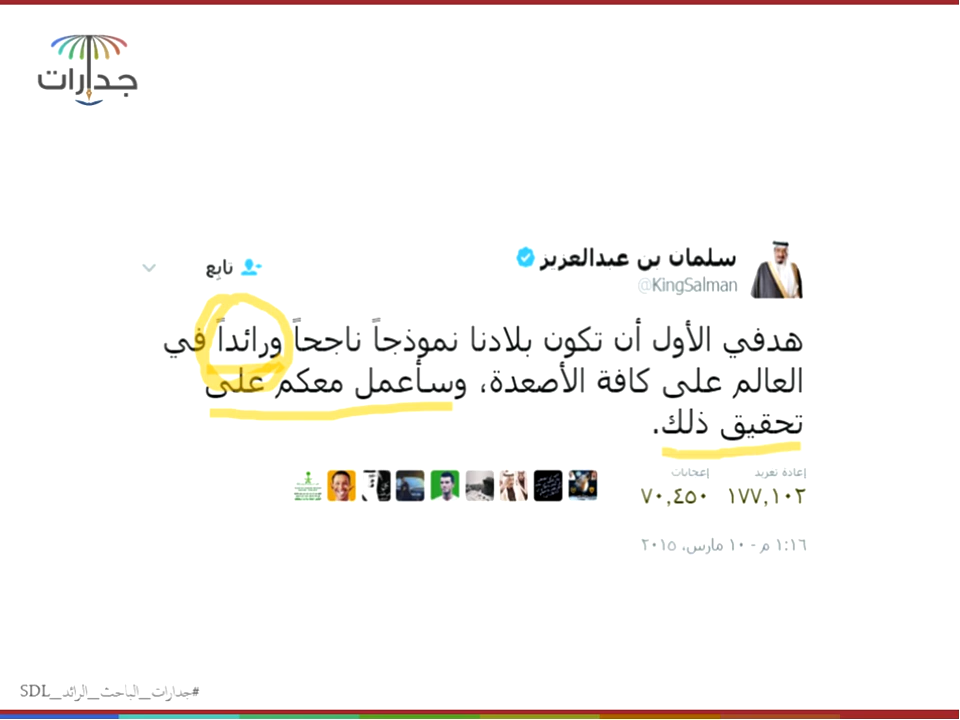 جدارات
سلمان بن عبدالعزيز
@KingSalman
تابِع
هدفي الأول أن تكون بلادنا نموذجاً ناجحاً ورائداً في
العالم على كافة الأصعدة، وسأعمل معكم على
تحقيق ذلك.
إعادة تغريد
إعجابات
١٧٧,١٠٢
٧٠,٤٥٠
١:١٦ م - ١٠ مارس، ٢٠١٥
#جدارات_الباحث_الرائد_SDL